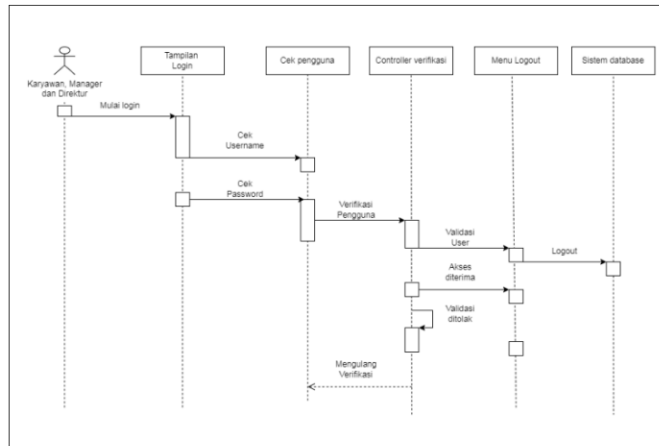 Tampilan
Login
Cek pengguna
Controller verifikasi
Menu Logout
Sistem database
Karyawan, Manager
dan Direktur
Mulai login
Cek
Username
Cek
Password
Verifikasi
Pengguna
Validasi
User
Logout
Akses
diterima
Validasi
ditolak
Mengulang
Verifikasi